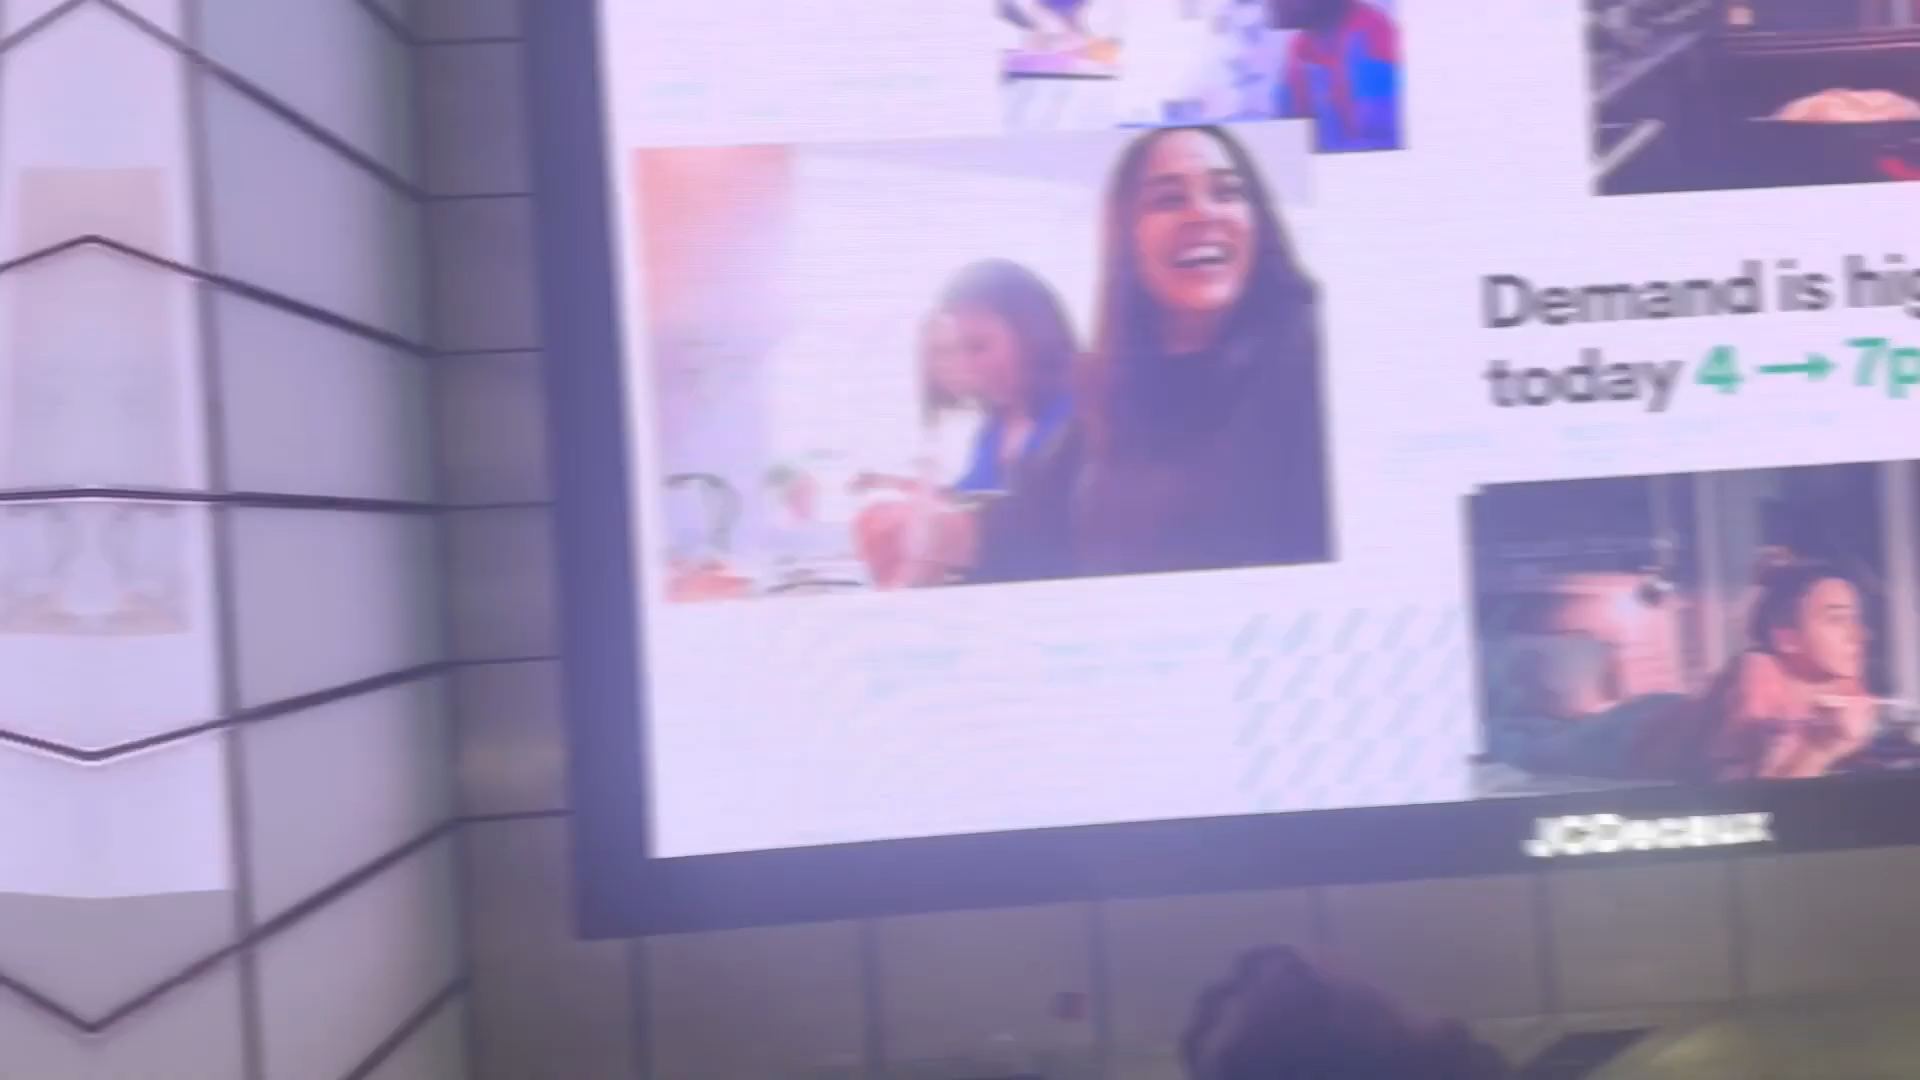 Demand is hig
today 4 → 7p
JCDecaux